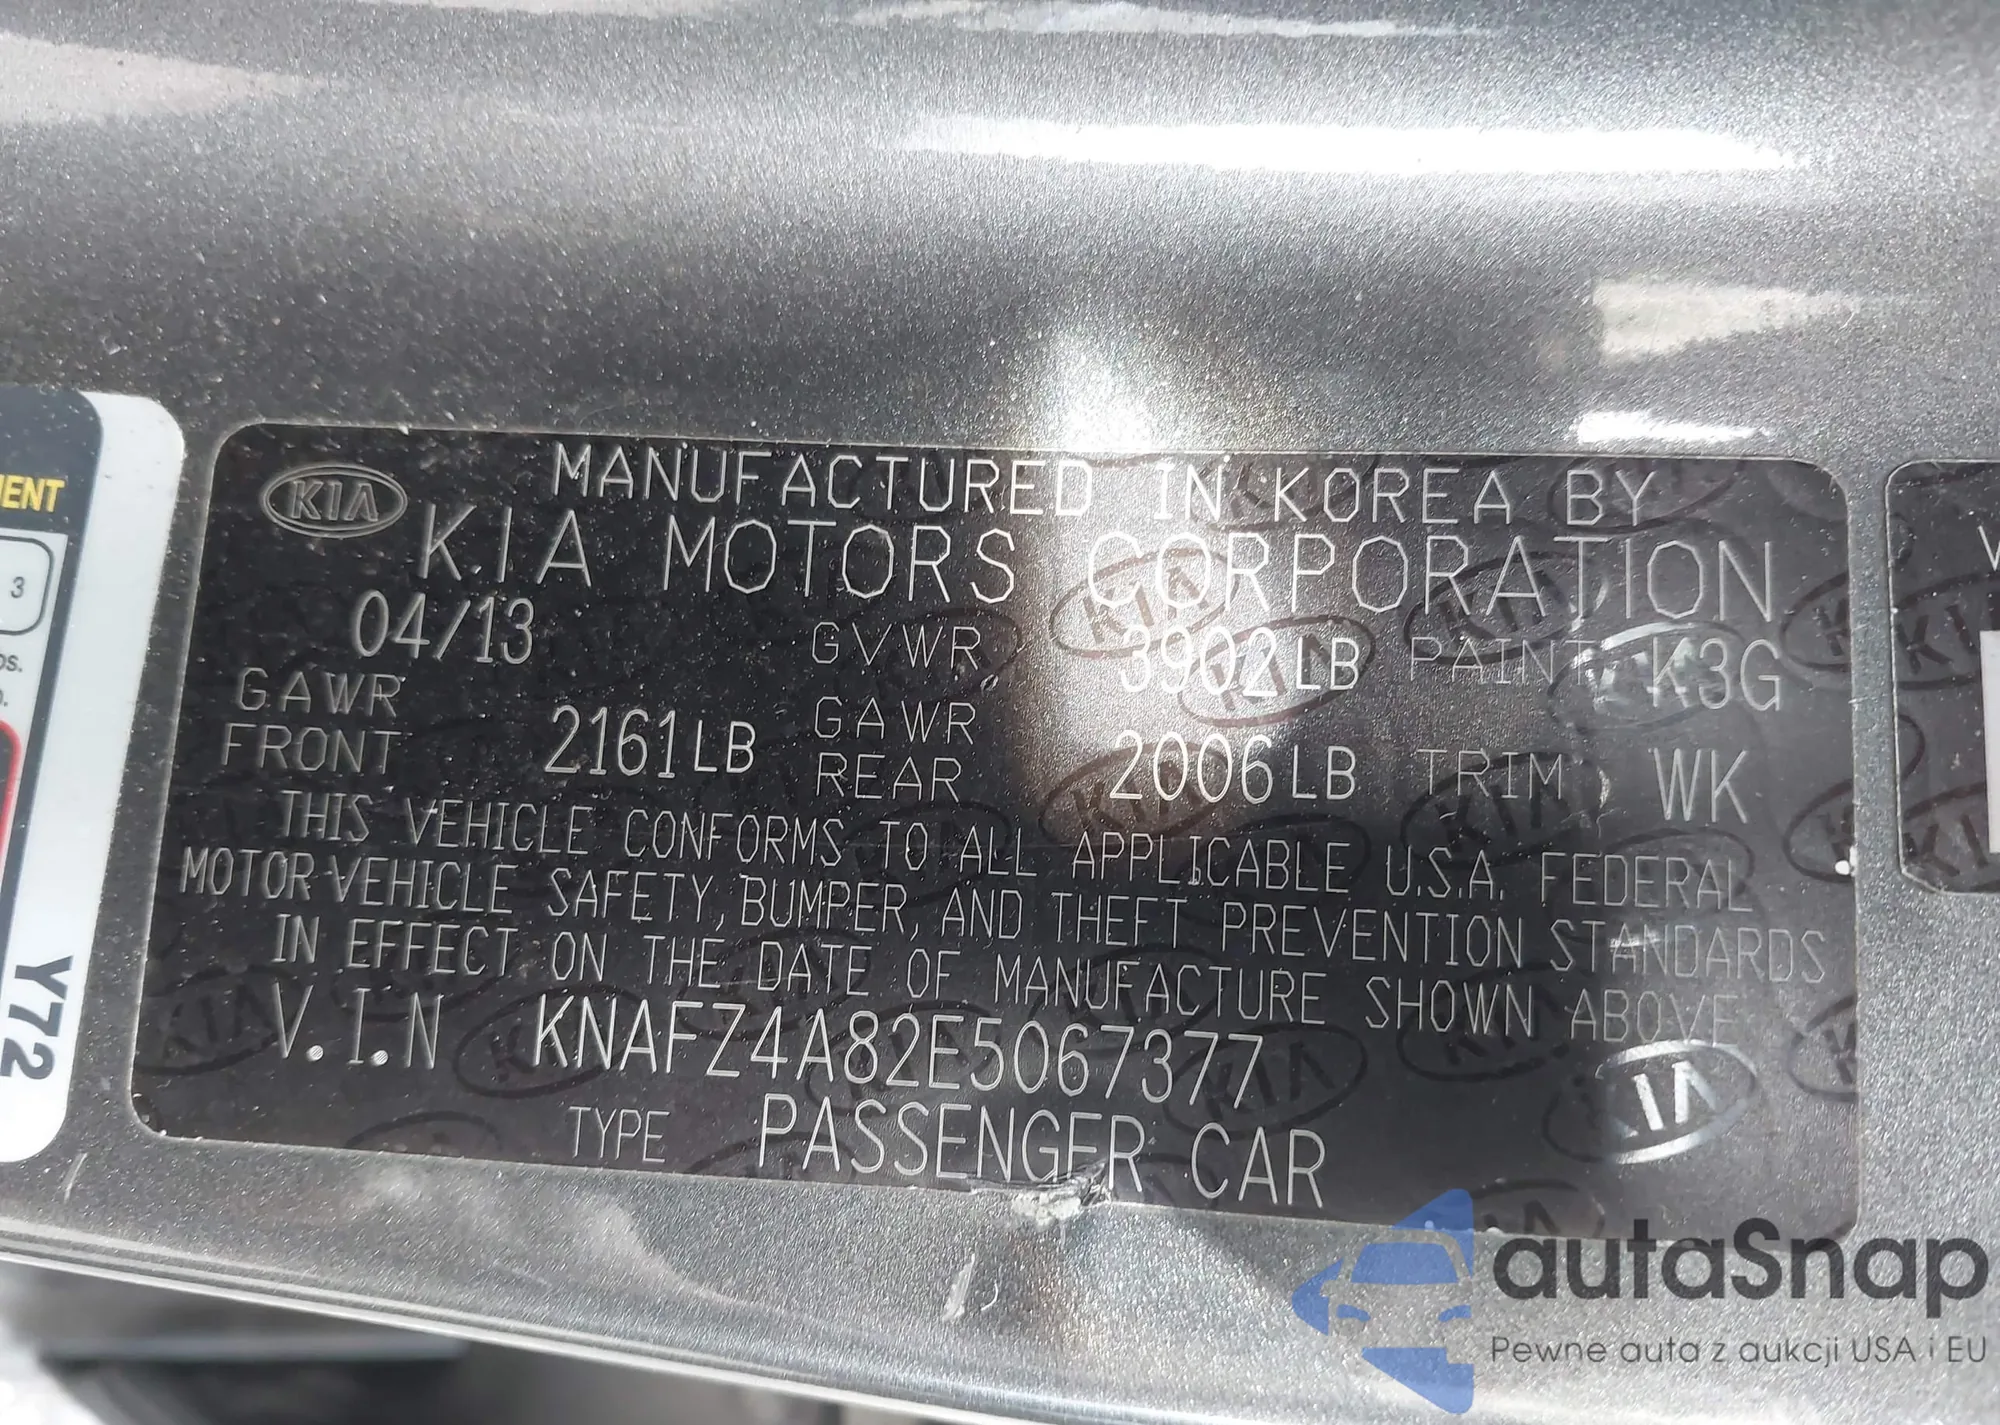 MANUFACTURED IN KOREA BY
KIA
KIA MOTORS CORPORATION
04/13 GVWR 3902LB PAINT K3G
GAWR FRONT 2161LB GAWR REAR 2006LB TRIM WK
THIS VEHICLE CONFORMS TO ALL APPLICABLE U.S.A. FEDERAL
MOTOR VEHICLE SAFETY, BUMPER, AND THEFT PREVENTION STANDARDS
IN EFFECT ON THE DATE OF MANUFACTURE SHOWN ABOVE
V.I.N KNAFZ4A82E5067377
TYPE PASSENGER CAR
KIA
3
Y72
autaSnap
Pewne auta z aukcji USA i EU